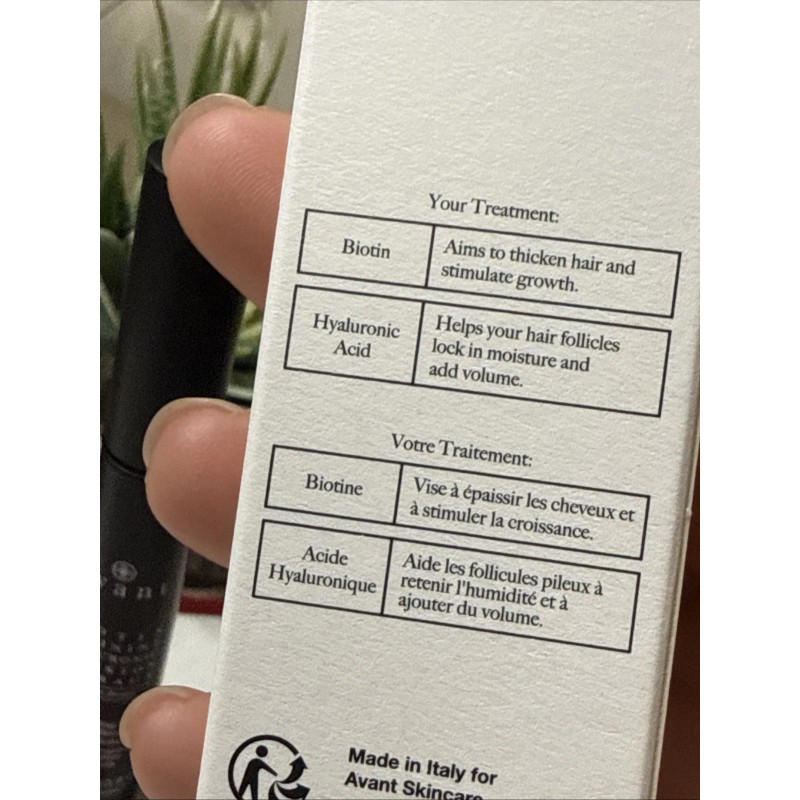 Your Treatment:
Biotin
Aims to thicken hair and
stimulate growth.
Hyaluronic
Acid
Helps your hair follicles
lock in moisture and
add volume.
Votre Traitement:
Biotine
Vise à épaissir les cheveux et
à stimuler la croissance.
Acide
Hyaluronique
Aide les follicules pileux à
retenir l'humidité et à
ajouter du volume.
Made in Italy for
Avant Skincare